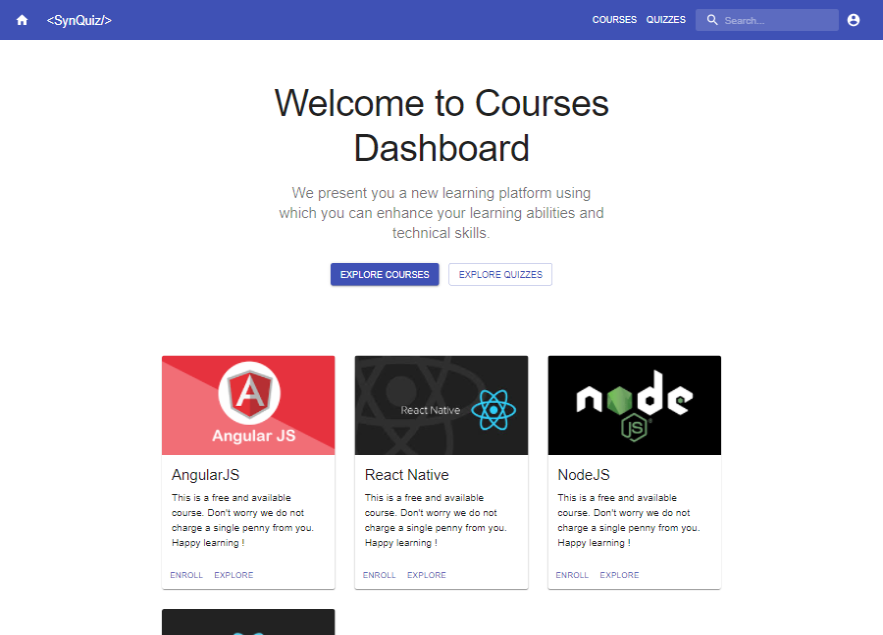 <SynQuiz/>
COURSES QUIZZES Search...
Welcome to Courses
Dashboard
We present you a new learning platform using
which you can enhance your learning abilities and
technical skills.
EXPLORE COURSES EXPLORE QUIZZES
Angular JS
React Native
node
JS
AngularJS
This is a free and available
course. Don't worry we do not
charge a single penny from you.
Happy learning !
ENROLL EXPLORE
React Native
This is a free and available
course. Don't worry we do not
charge a single penny from you.
Happy learning !
ENROLL EXPLORE
NodeJS
This is a free and available
course. Don't worry we do not
charge a single penny from you.
Happy learning !
ENROLL EXPLORE